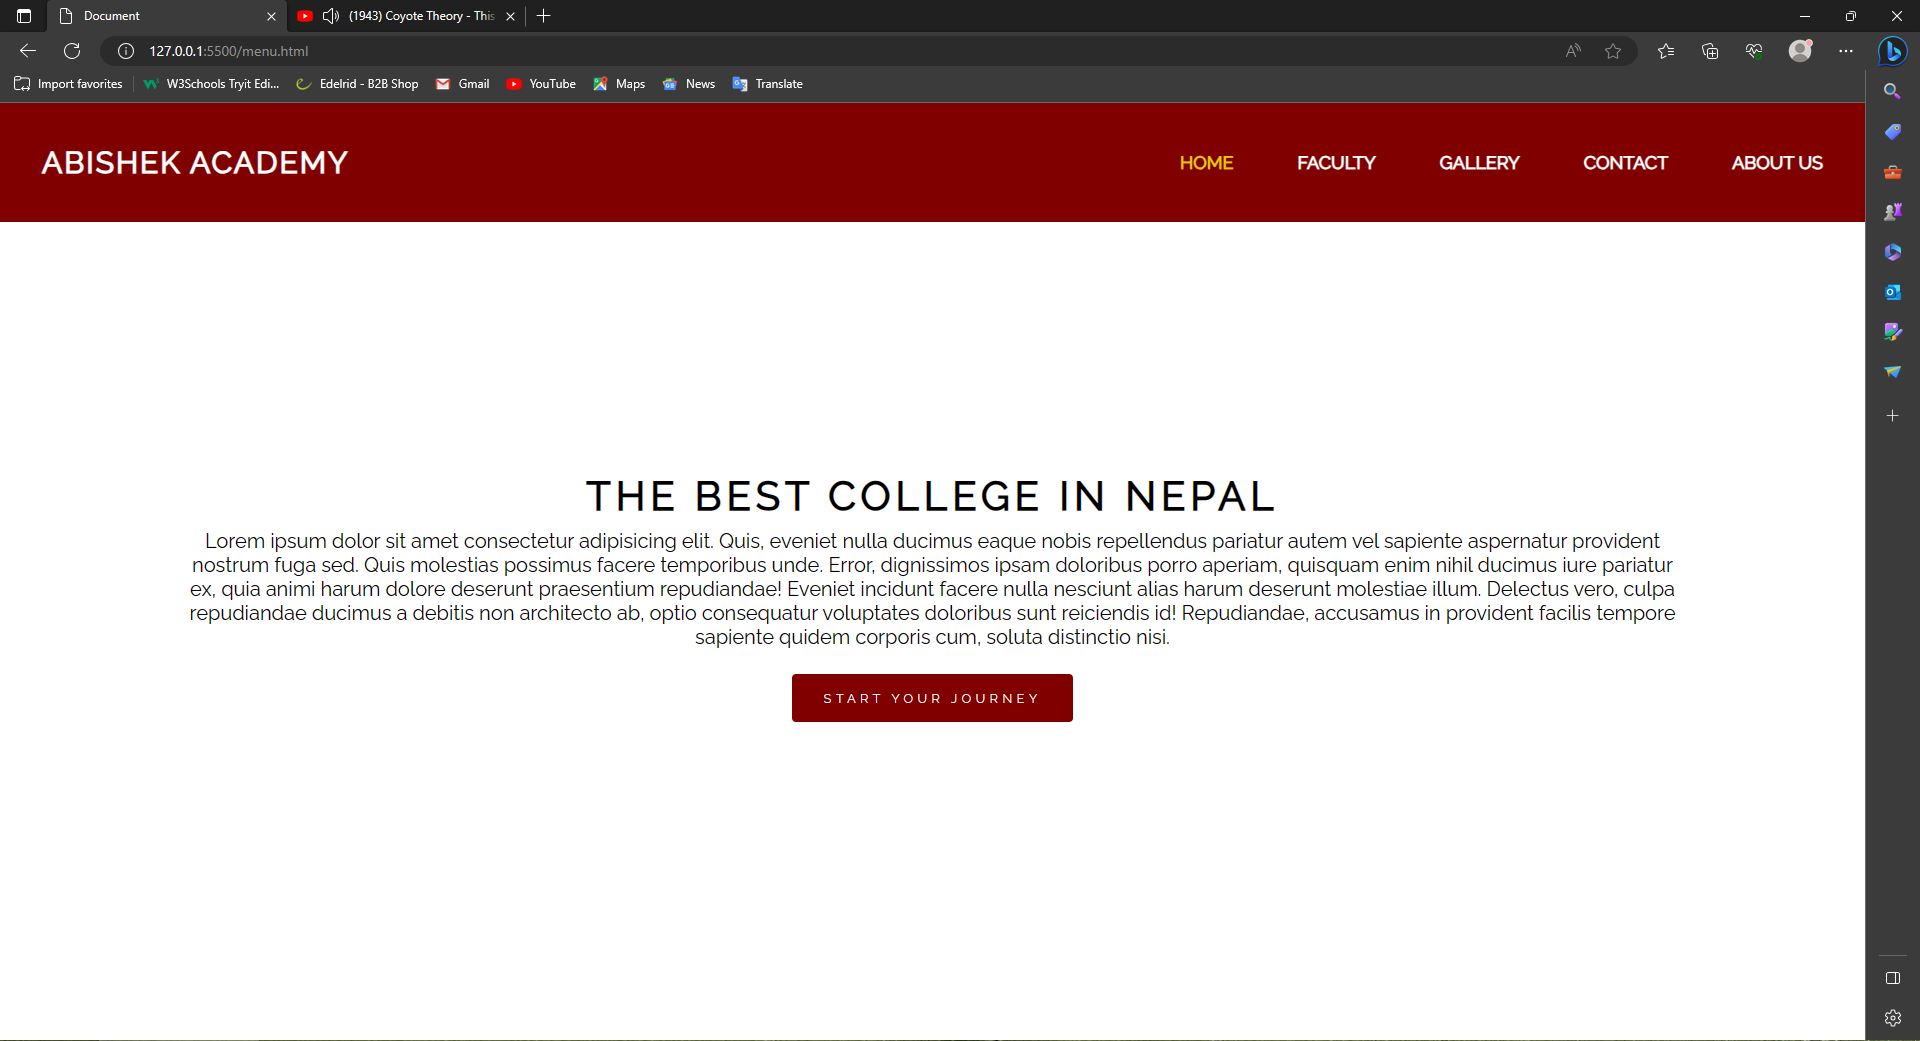 Document
(1943) Coyote Theory - This
127.0.0.1:5500/menu.html
Import favorites
W3Schools Tryit Edi...
Edelrid - B2B Shop
Gmail
YouTube
Maps
News
Translate
ABISHEK ACADEMY
HOME
FACULTY
GALLERY
CONTACT
ABOUT US
THE BEST COLLEGE IN NEPAL
Lorem ipsum dolor sit amet consectetur adipisicing elit. Quis, eveniet nulla ducimus eaque nobis repellendus pariatur autem vel sapiente aspernatur provident
nostrum fuga sed. Quis molestias possimus facere temporibus unde. Error, dignissimos ipsam doloribus porro aperiam, quisquam enim nihil ducimus iure pariatur
ex, quia animi harum dolore deserunt praesentium repudiandae! Eveniet incidunt facere nulla nesciunt alias harum deserunt molestiae illum. Delectus vero, culpa
repudiandae ducimus a debitis non architecto ab, optio consequatur voluptates doloribus sunt reiciendis id! Repudiandae, accusamus in provident facilis tempore
sapiente quidem corporis cum, soluta distinctio nisi.
START YOUR JOURNEY